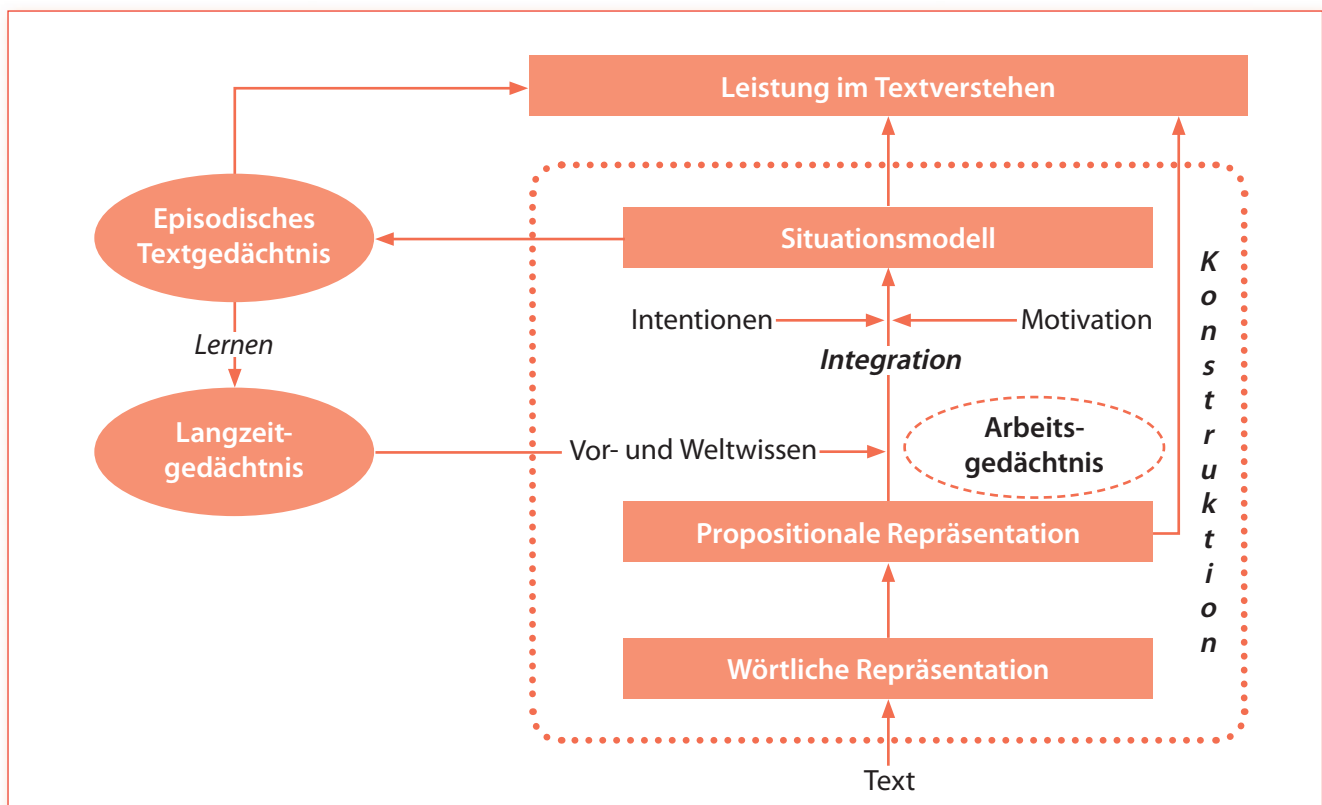 Leistung im Textverstehen
Episodisches
Textgedächtnis
Situationsmodell
Intentionen
Motivation
Lernen
Integration
Langzeit-
gedächtnis
Vor- und Weltwissen
Arbeits-
gedächtnis
Propositionale Repräsentation
Wörtliche Repräsentation
Konstruktion
Text